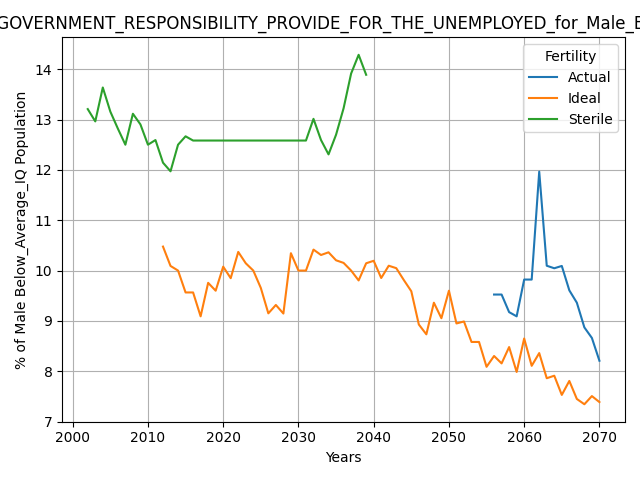 GOVERNMENT_RESPONSIBILITY_PROVIDE_FOR_THE_UNEMPLOYED_for_Male_
% of Male Below_Average_IQ Population
14
13
12
11
10
9
8
7
Fertility
Actual
Ideal
Sterile
2000 2010 2020 2030 2040 2050 2060 2070
Years